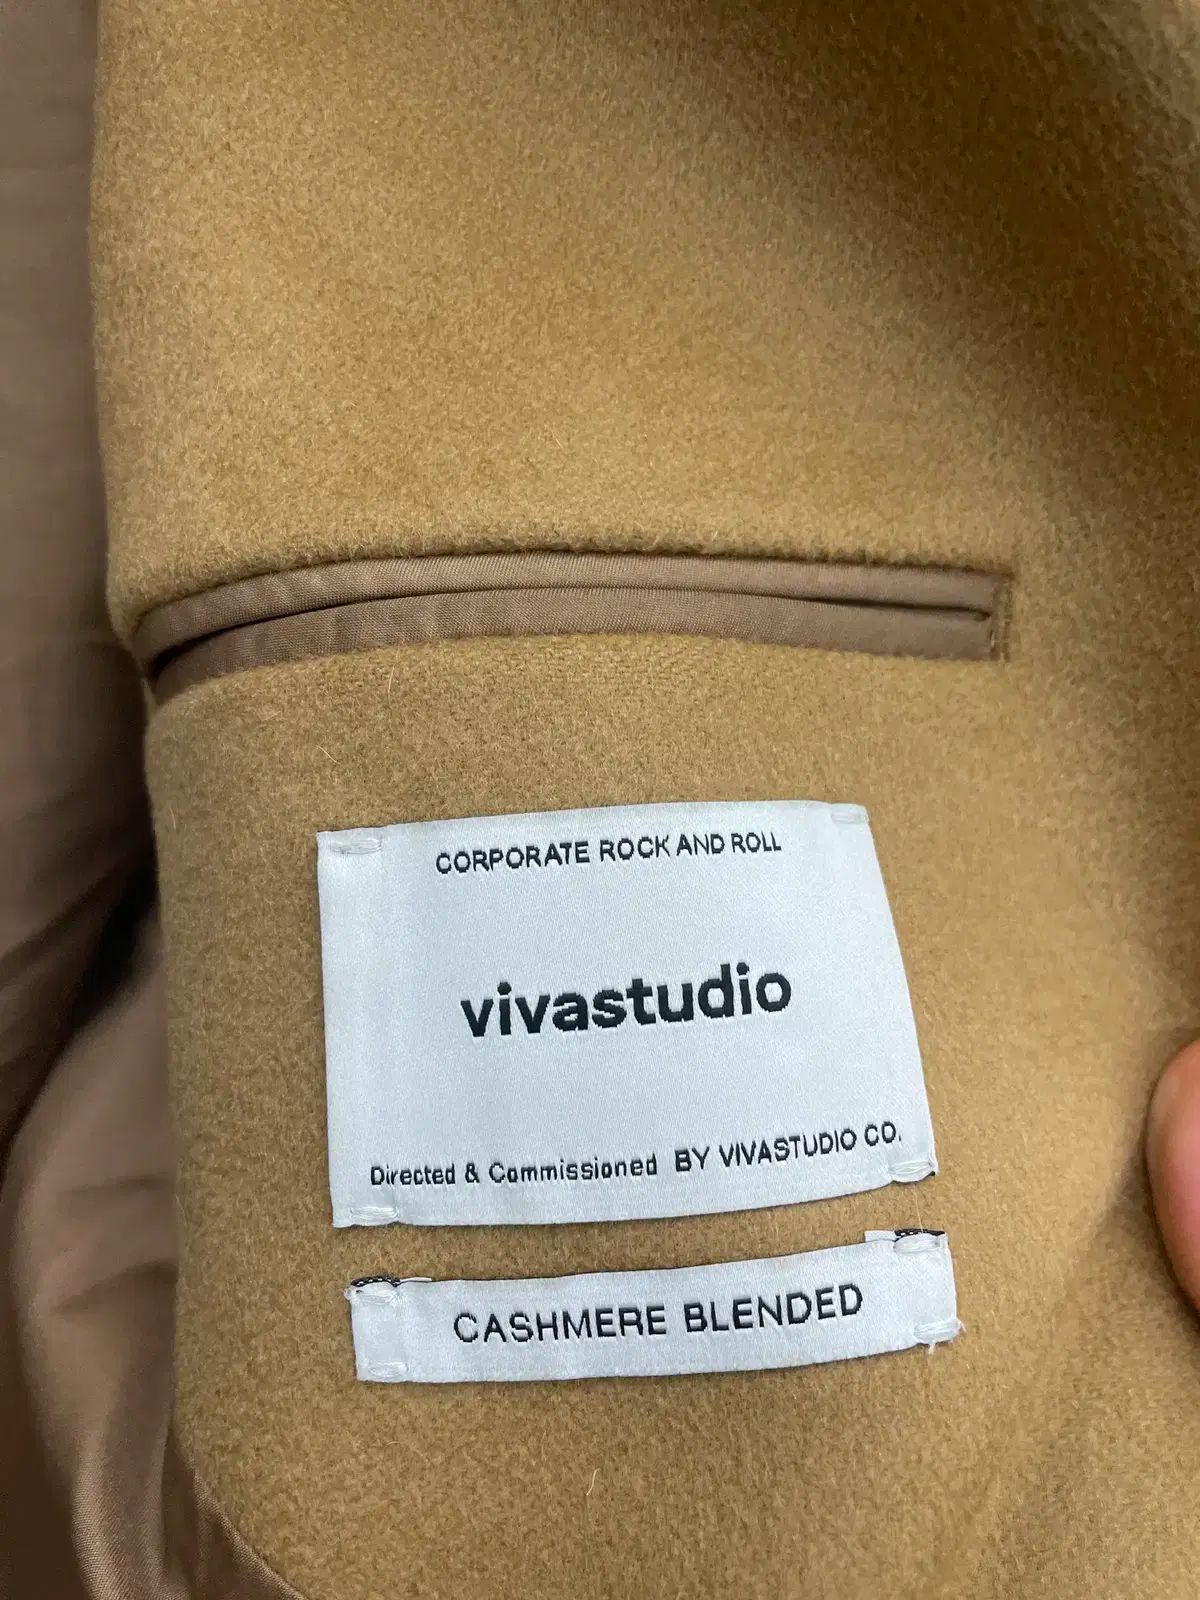 CORPORATE ROCK AND ROLL
vivastudio
Directed & Commissioned BY VIVASTUDIO CO.
CASHMERE BLENDED